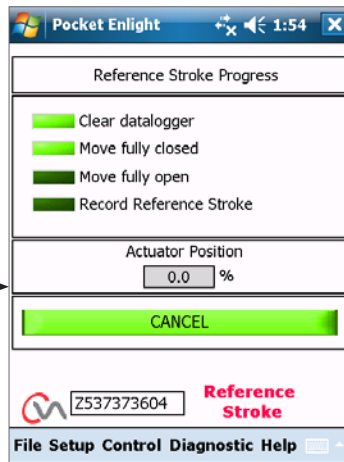 Pocket Enlight 1:54
Reference Stroke Progress
Clear datalogger
Move fully closed
Move fully open
Record Reference Stroke
Actuator Position
0.0 %
CANCEL
Z537373604
Reference
Stroke
File Setup Control Diagnostic Help